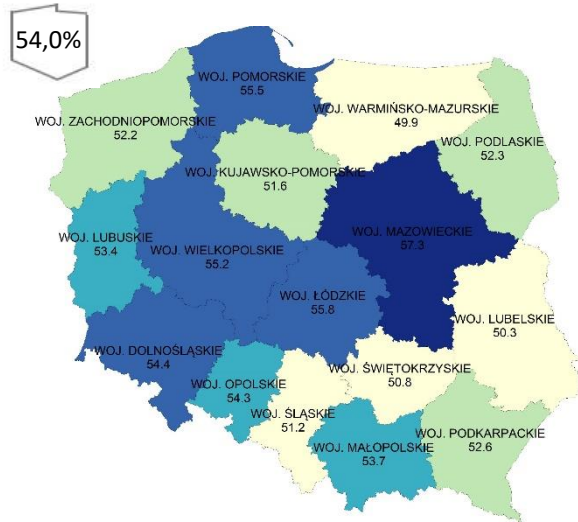 54,0%
WOJ. POMORSKIE
55.5
WOJ. WARMIŃSKO-MAZURSKIE
49.9
WOJ. ZACHODNIOPOMORSKIE
52.2
WOJ. PODLASKIE
52.3
WOJ. KUJAWSKO-POMORSKIE
51.6
WOJ. MAZOWIECKIE
57.3
WOJ. LUBUSKIE
53.4
WOJ. WIELKOPOLSKIE
55.2
WOJ. ŁÓDZKIE
55.8
WOJ. LUBELSKIE
50.3
WOJ. DOLNOŚLĄSKIE
54.4
WOJ. ŚWIĘTOKRZYSKIE
50.8
WOJ. OPOLSKIE
54.3
WOJ. ŚLĄSKIE
51.2
WOJ. MAŁOPOLSKIE
53.7
WOJ. PODKARPACKIE
52.6